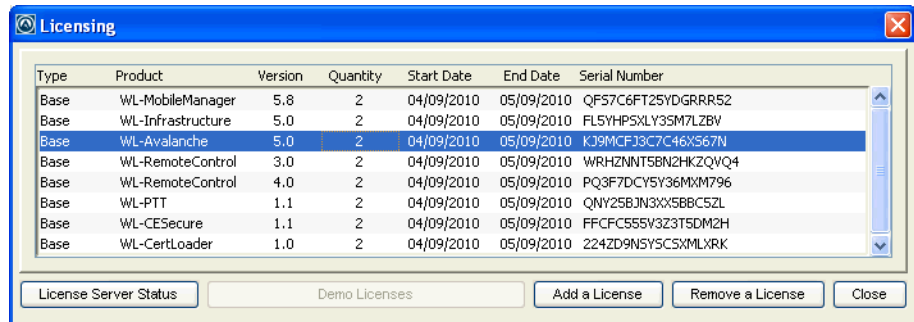 Licensing
Type Product Version Quantity Start Date End Date Serial Number
Base WL-MobileManager 5.8 2 04/09/2010 05/09/2010 QFS7C6FT25YDGRRR52
Base WL-Infrastructure 5.0 2 04/09/2010 05/09/2010 FL5YHPSXLY3SM7LZBV
Base WL-Avalanche 5.0 2 04/09/2010 05/09/2010 KJ9MCFJ3C7C46XS67N
Base WL-RemoteControl 3.0 2 04/09/2010 05/09/2010 WRHZNNT5BN2HKZQVQ4
Base WL-RemoteControl 4.0 2 04/09/2010 05/09/2010 PQ3F7DCY5Y36MXM796
Base WL-PTT 1.1 2 04/09/2010 05/09/2010 QNY25BJN3XX5BBC5ZL
Base WL-CESecure 1.1 2 04/09/2010 05/09/2010 FFCFC555V3Z3T5DM2H
Base WL-CertLoader 1.0 2 04/09/2010 05/09/2010 224ZD9NSYSCSXMLXRK
License Server Status Demo Licenses Add a License Remove a License Close